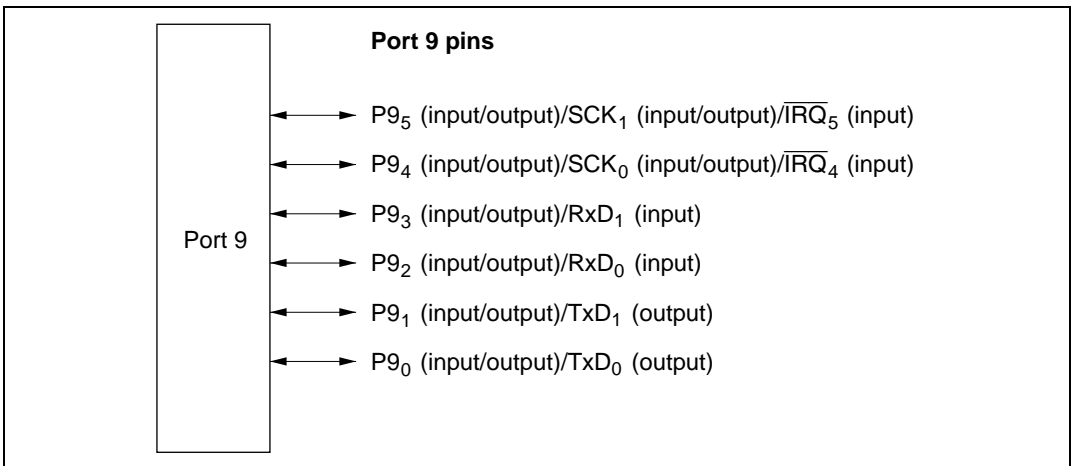 Port 9 pins
P9₅ (input/output)/SCK₁ (input/output)/I̅R̅Q̅₅ (input)
P9₄ (input/output)/SCK₀ (input/output)/I̅R̅Q̅₄ (input)
P9₃ (input/output)/RxD₁ (input)
Port 9
P9₂ (input/output)/RxD₀ (input)
P9₁ (input/output)/TxD₁ (output)
P9₀ (input/output)/TxD₀ (output)